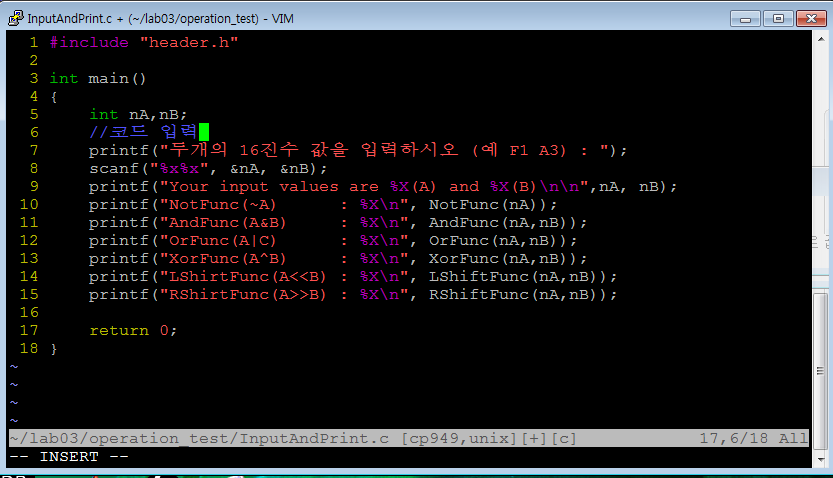 InputAndPrint.c + (~/lab03/operation_test) - VIM
1 #include "header.h"
2
3 int main()
4 {
5     int nA,nB;
6     //코드 입력
7     printf("두개의 16진수 값을 입력하시오 (예 F1 A3) : ");
8     scanf("%x%x", &nA, &nB);
9     printf("Your input values are %X(A) and %X(B)\n\n",nA, nB);
10     printf("NotFunc(~A)      : %X\n", NotFunc(nA));
11     printf("AndFunc(A&B)     : %X\n", AndFunc(nA,nB));
12     printf("OrFunc(A|C)      : %X\n", OrFunc(nA,nB));
13     printf("XorFunc(A^B)     : %X\n", XorFunc(nA,nB));
14     printf("LShirtFunc(A<<B) : %X\n", LShiftFunc(nA,nB));
15     printf("RShirtFunc(A>>B) : %X\n", RShiftFunc(nA,nB));
16
17     return 0;
18 }
~
~
~
~
~/lab03/operation_test/InputAndPrint.c [cp949,unix][+][c] 17,6/18 All
-- INSERT --